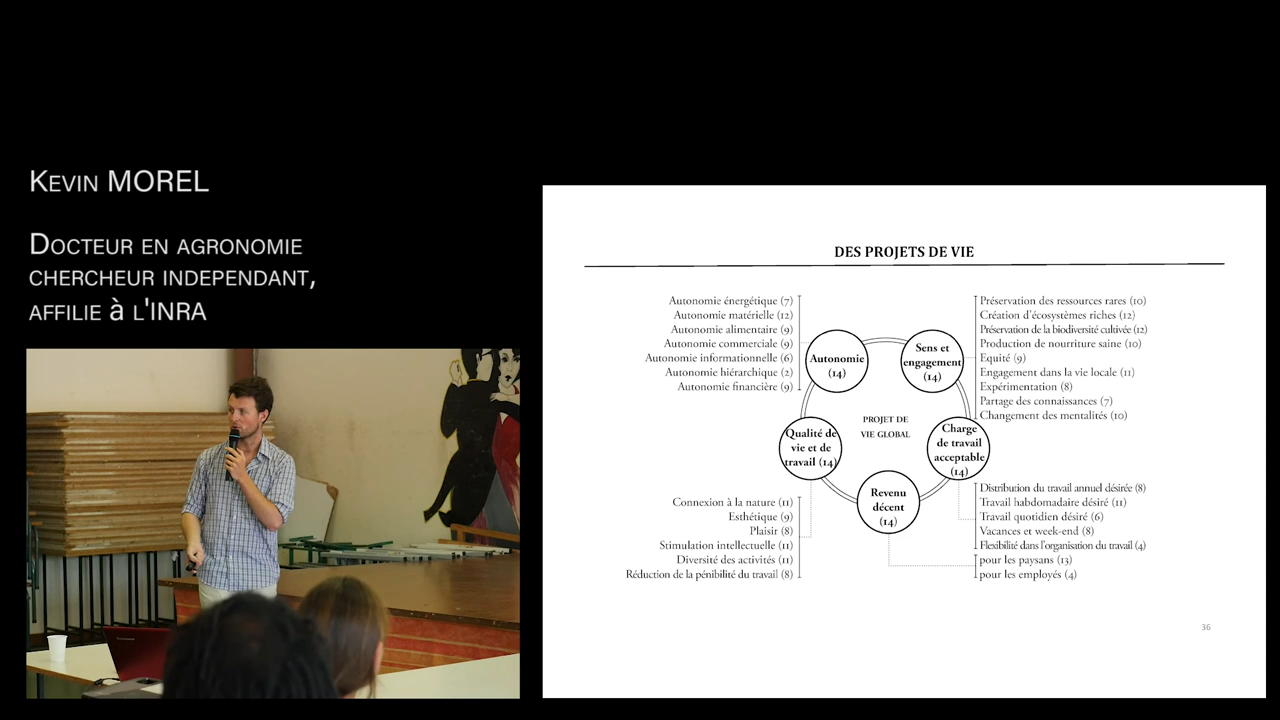 Kevin MOREL
Docteur en agronomie
chercheur independant,
affilie à l'INRA
DES PROJETS DE VIE
Autonomie énergétique (7)
Autonomie matérielle (12)
Autonomie alimentaire (9)
Autonomie commerciale (9)
Autonomie informationnelle (6)
Autonomie hiérarchique (2)
Autonomie financière (9)
Autonomie
(14)
Sens et
engagement
(14)
Préservation des ressources rares (10)
Création d'écosystèmes riches (12)
Préservation de la biodiversité cultivée (12)
Production de nourriture saine (10)
Equité (9)
Engagement dans la vie locale (11)
Expérimentation (8)
Partage des connaissances (7)
Changement des mentalités (10)
PROJET DE
VIE GLOBAL
Qualité de
vie et de
travail (14)
Charge
de travail
acceptable
(14)
Revenu
décent
(14)
Connexion à la nature (11)
Esthétique (9)
Plaisir (8)
Stimulation intellectuelle (11)
Diversité des activités (11)
Réduction de la pénibilité du travail (8)
Distribution du travail annuel désirée (8)
Travail habdomadaire désiré (11)
Travail quotidien désiré (6)
Vacances et week-end (8)
Flexibilité dans l'organisation du travail (4)
pour les paysans (13)
pour les employés (4)
36